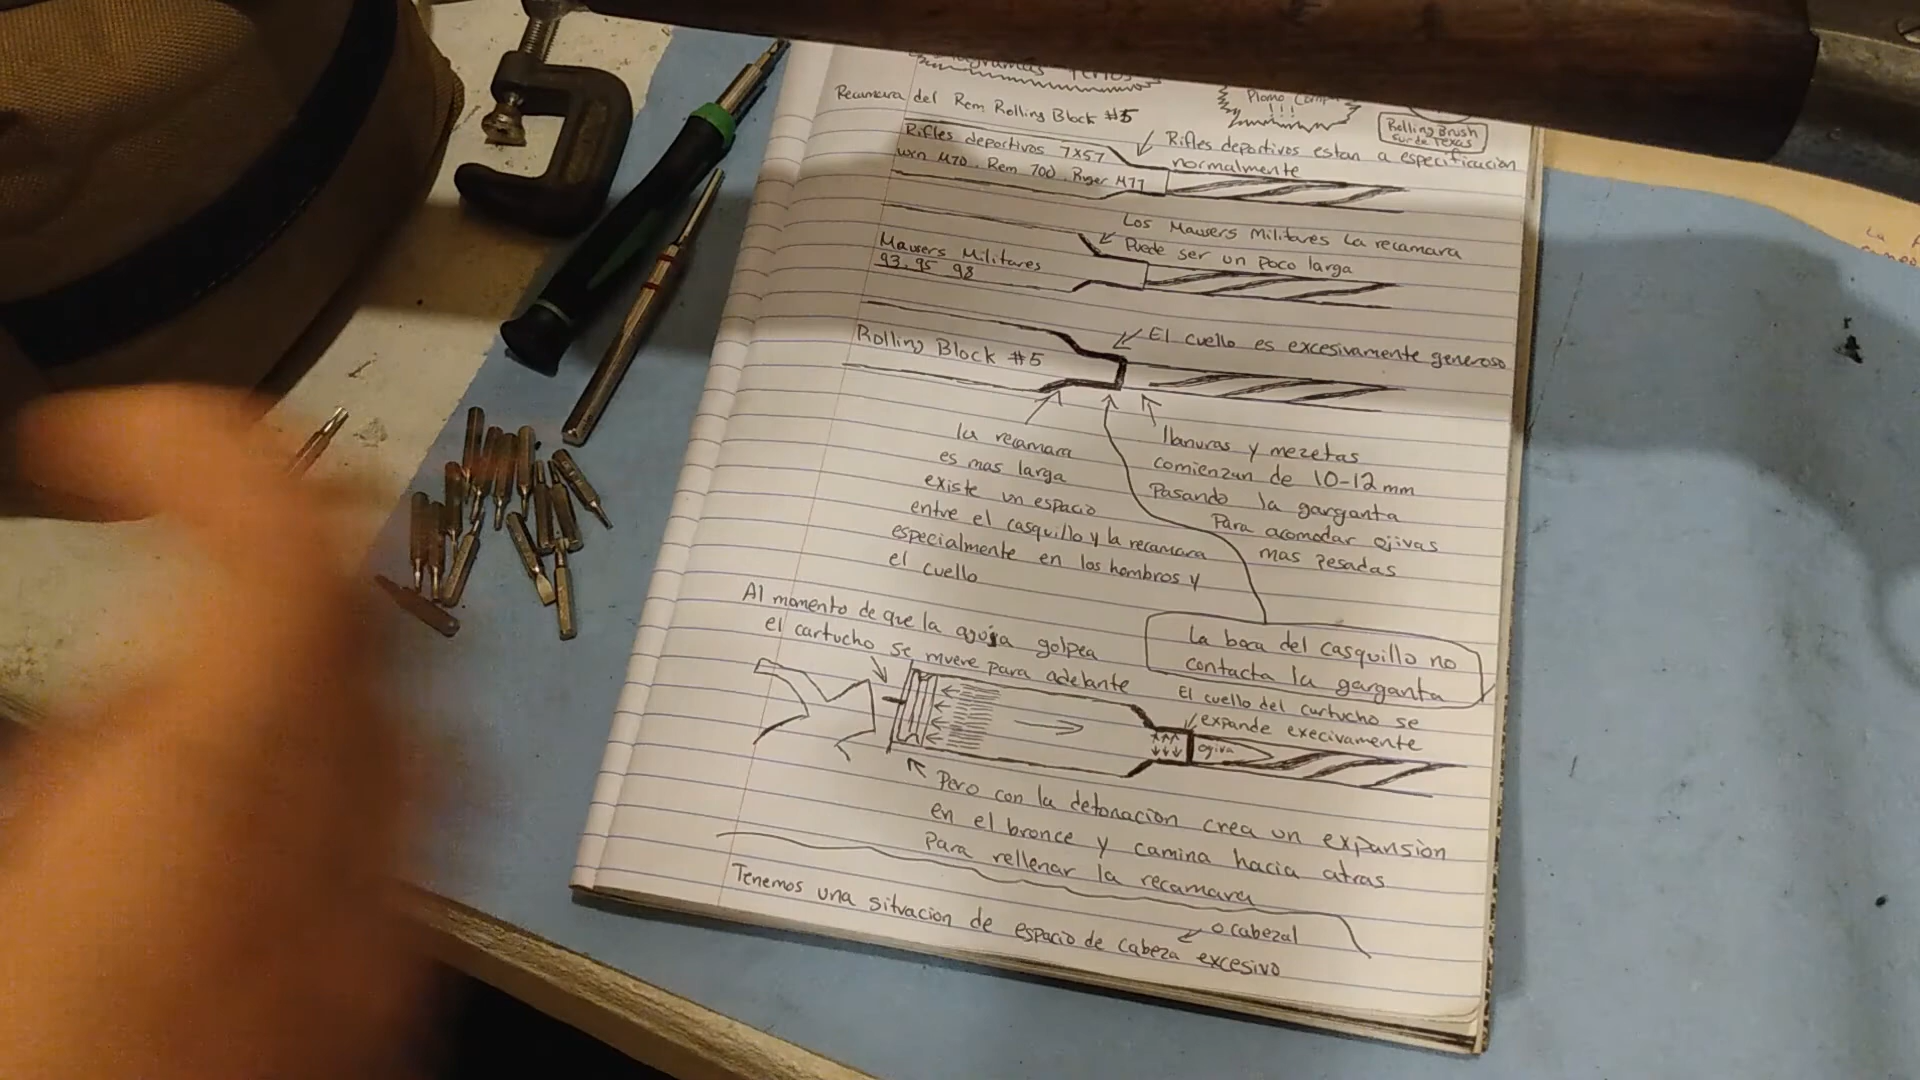 Plomo
!!!
Rolling Brush
Sur de Texas
Recamara del Rem Rolling Block #5
Rifles deportivos 7x57
wxn M70. Rem 700. Ruger M77
Rifles deportivos estan a especificacion
normalmente
Los Mausers Militares La recamara
Puede ser un poco larga
Mausers Militares
93. 95 98
El cuello es excesivamente generoso
Rolling Block #5
la recamara
es mas larga
existe un espacio
entre el casquillo y la recamara
especialmente en los hombros y
el cuello
llanuras y mezetas
comienzan de 10-12 mm
Pasando la garganta
Para acomodar ojivas
mas pesadas
Al momento de que la aguja golpea
el cartucho se mueve para adelante
La boca del casquillo no
contacta la garganta
El cuello del cartucho se
expande execivamente
ojiva
Pero con la detonacion crea un expansion
en el bronce y camina hacia atras
Para rellenar la recamara
Tenemos una situacion de espacio de cabeza excesivo
o cabezal